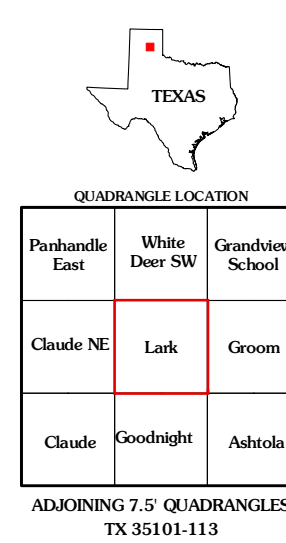 TEXAS
QUADRANGLE LOCATION
Panhandle
East
White
Deer SW
Grandview
School
Claude NE
Lark
Groom
Claude
Goodnight
Ashtola
ADJOINING 7.5' QUADRANGLES
TX 35101-113